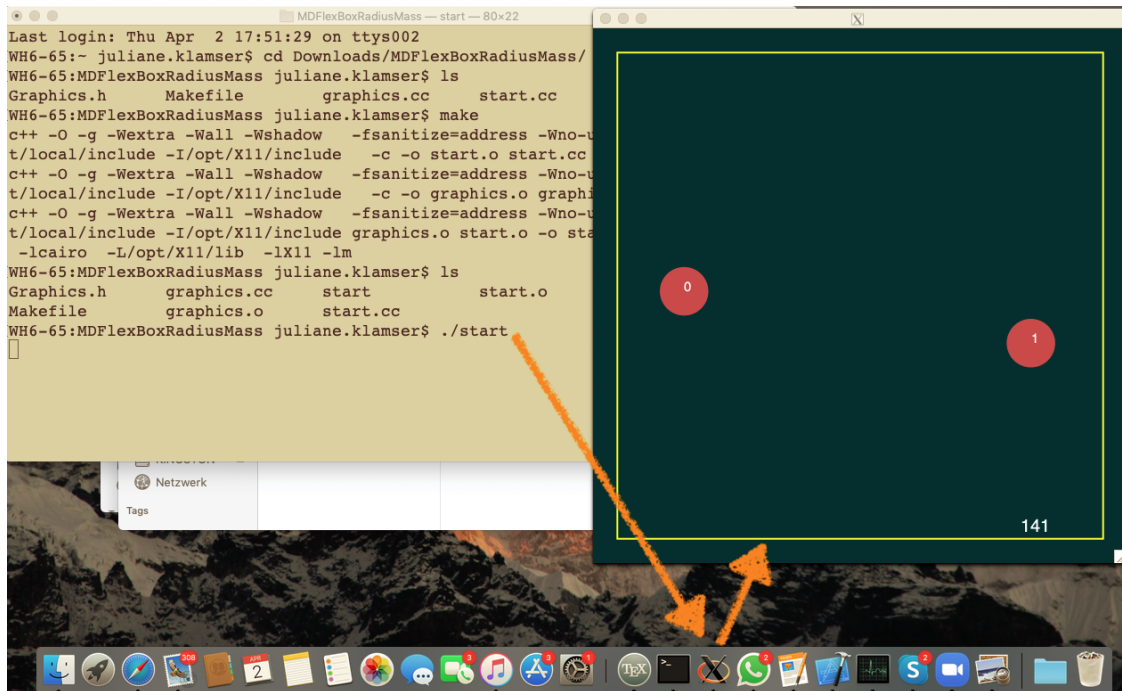 MDFlexBoxRadiusMass — start — 80×22
Last login: Thu Apr  2 17:51:29 on ttys002
WH6-65:~ juliane.klamser$ cd Downloads/MDFlexBoxRadiusMass/
WH6-65:MDFlexBoxRadiusMass juliane.klamser$ ls
Graphics.h      Makefile        graphics.cc     start.cc
WH6-65:MDFlexBoxRadiusMass juliane.klamser$ make
c++ -O -g -Wextra -Wall -Wshadow   -fsanitize=address -Wno-u
t/local/include -I/opt/X11/include   -c -o start.o start.cc
c++ -O -g -Wextra -Wall -Wshadow   -fsanitize=address -Wno-u
t/local/include -I/opt/X11/include   -c -o graphics.o graphi
c++ -O -g -Wextra -Wall -Wshadow   -fsanitize=address -Wno-u
t/local/include -I/opt/X11/include graphics.o start.o -o sta
 -lcairo  -L/opt/X11/lib  -lX11 -lm
WH6-65:MDFlexBoxRadiusMass juliane.klamser$ ls
Graphics.h      graphics.cc     start           start.o
Makefile        graphics.o      start.cc
WH6-65:MDFlexBoxRadiusMass juliane.klamser$ ./start
Netzwerk
Tags
X
0
1
141
308
APR
2
3
3
1
TEX
>_
2
S
2